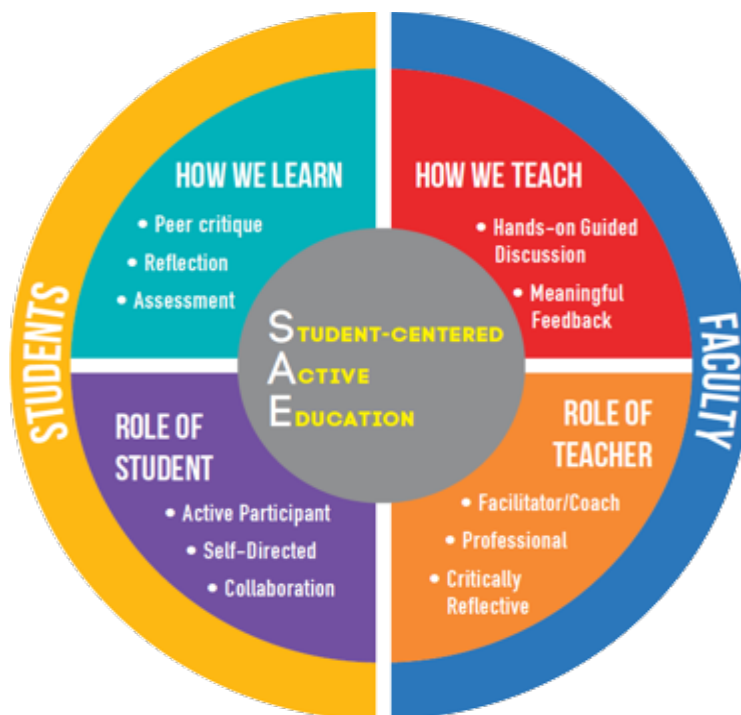 STUDENTS
HOW WE LEARN
• Peer critique
• Reflection
• Assessment
HOW WE TEACH
• Hands-on Guided
Discussion
• Meaningful
Feedback
FACULTY
STUDENT-CENTERED
ACTIVE
EDUCATION
ROLE OF
STUDENT
• Active Participant
• Self-Directed
• Collaboration
ROLE OF
TEACHER
• Facilitator/Coach
• Professional
• Critically
Reflective